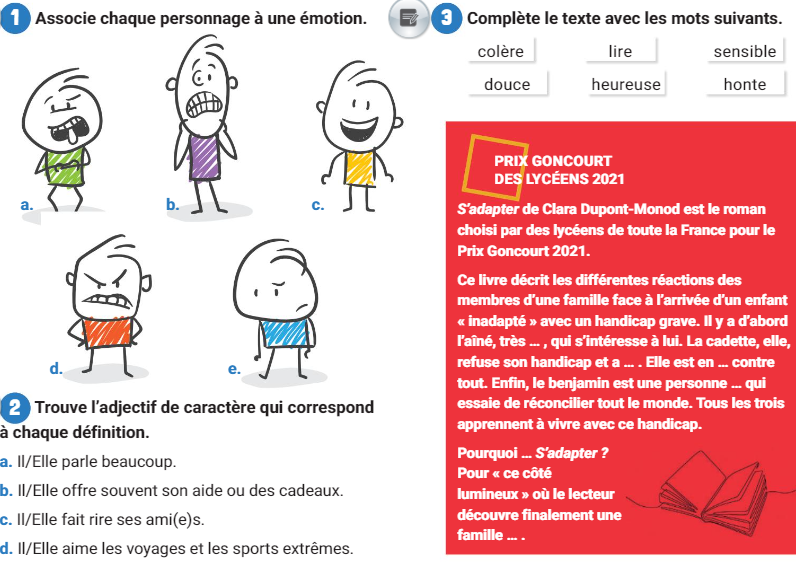 1 Associe chaque personnage à une émotion.
a.
b.
c.
d.
e.
2 Trouve l'adjectif de caractère qui correspond
à chaque définition.
a. Il/Elle parle beaucoup.
b. Il/Elle offre souvent son aide ou des cadeaux.
c. Il/Elle fait rire ses ami(e)s.
d. Il/Elle aime les voyages et les sports extrêmes.
3 Complète le texte avec les mots suivants.
colère lire sensible
douce heureuse honte
PRIX GONCOURT
DES LYCÉENS 2021
S'adapter de Clara Dupont-Monod est le roman
choisi par des lycéens de toute la France pour le
Prix Goncourt 2021.
Ce livre décrit les différentes réactions des
membres d'une famille face à l'arrivée d'un enfant
« inadapté » avec un handicap grave. Il y a d'abord
l'aîné, très ... , qui s'intéresse à lui. La cadette, elle,
refuse son handicap et a ... . Elle est en ... contre
tout. Enfin, le benjamin est une personne ... qui
essaie de réconcilier tout le monde. Tous les trois
apprennent à vivre avec ce handicap.
Pourquoi ... S'adapter ?
Pour « ce côté
lumineux » où le lecteur
découvre finalement une
famille ... .